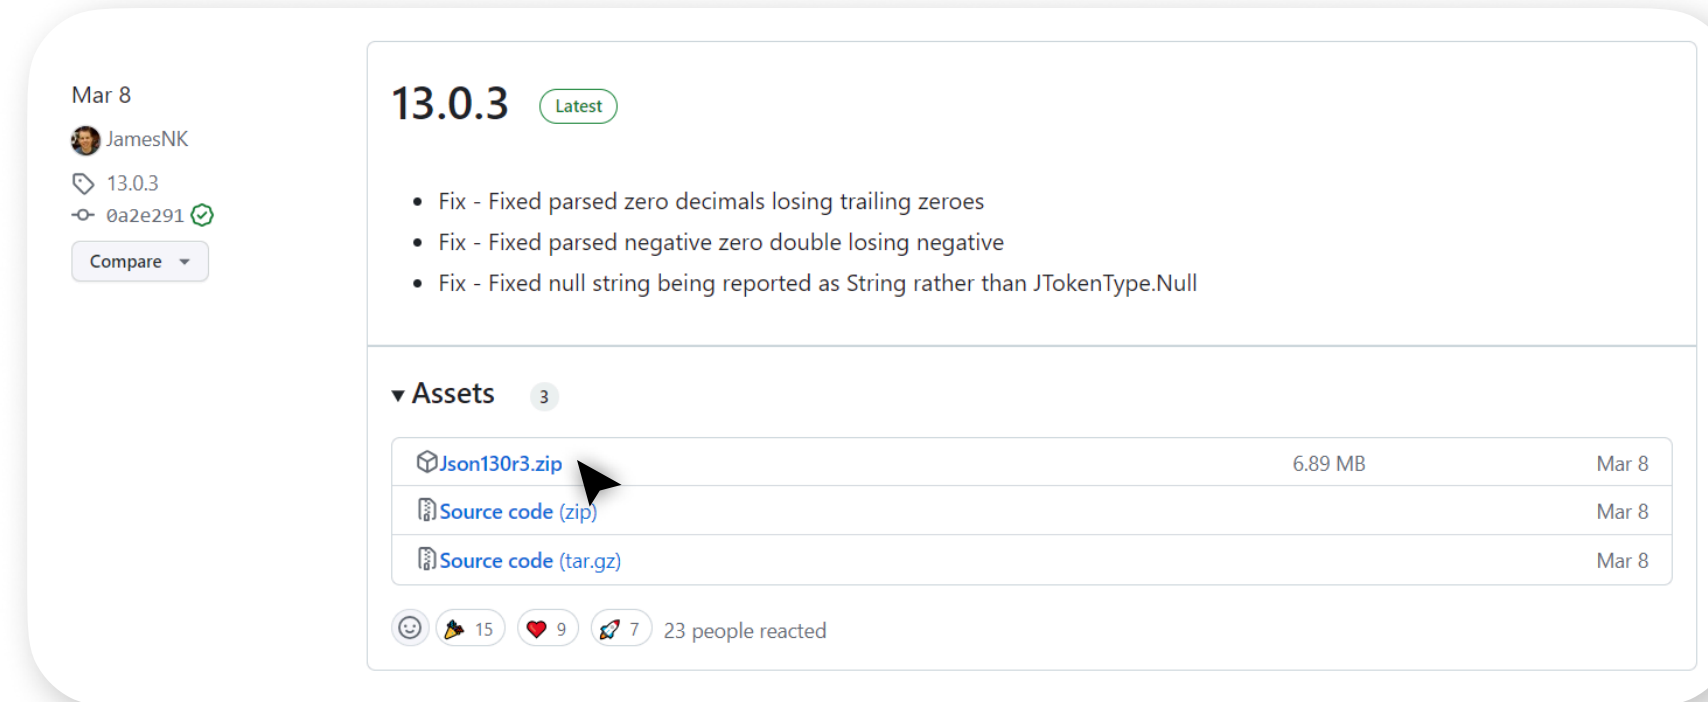 Mar 8
JamesNK
13.0.3
0a2e291
Compare
13.0.3 Latest
Fix - Fixed parsed zero decimals losing trailing zeroes
Fix - Fixed parsed negative zero double losing negative
Fix - Fixed null string being reported as String rather than JTokenType.Null
Assets 3
Json130r3.zip 6.89 MB Mar 8
Source code (zip) Mar 8
Source code (tar.gz) Mar 8
15 9 7 23 people reacted